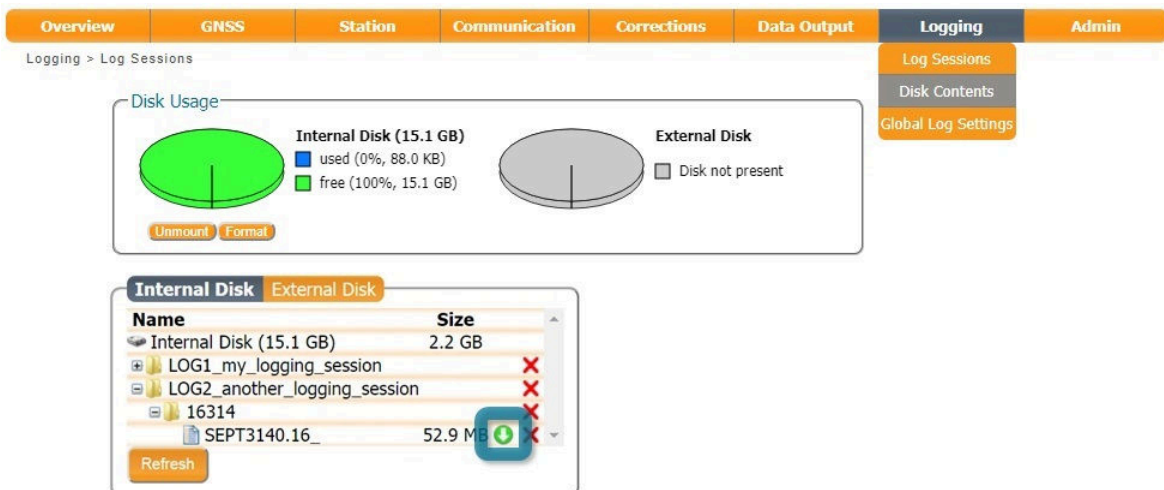 Overview GNSS Station Communication Corrections Data Output Logging Admin
Logging > Log Sessions
Log Sessions
Disk Contents
Global Log Settings
Disk Usage
Internal Disk (15.1 GB)
used (0%, 88.0 KB)
free (100%, 15.1 GB)
External Disk
Disk not present
Unmount Format
Internal Disk External Disk
Name Size
Internal Disk (15.1 GB) 2.2 GB
LOG1_my_logging_session
LOG2_another_logging_session
16314
SEPT3140.16_ 52.9 MB
Refresh